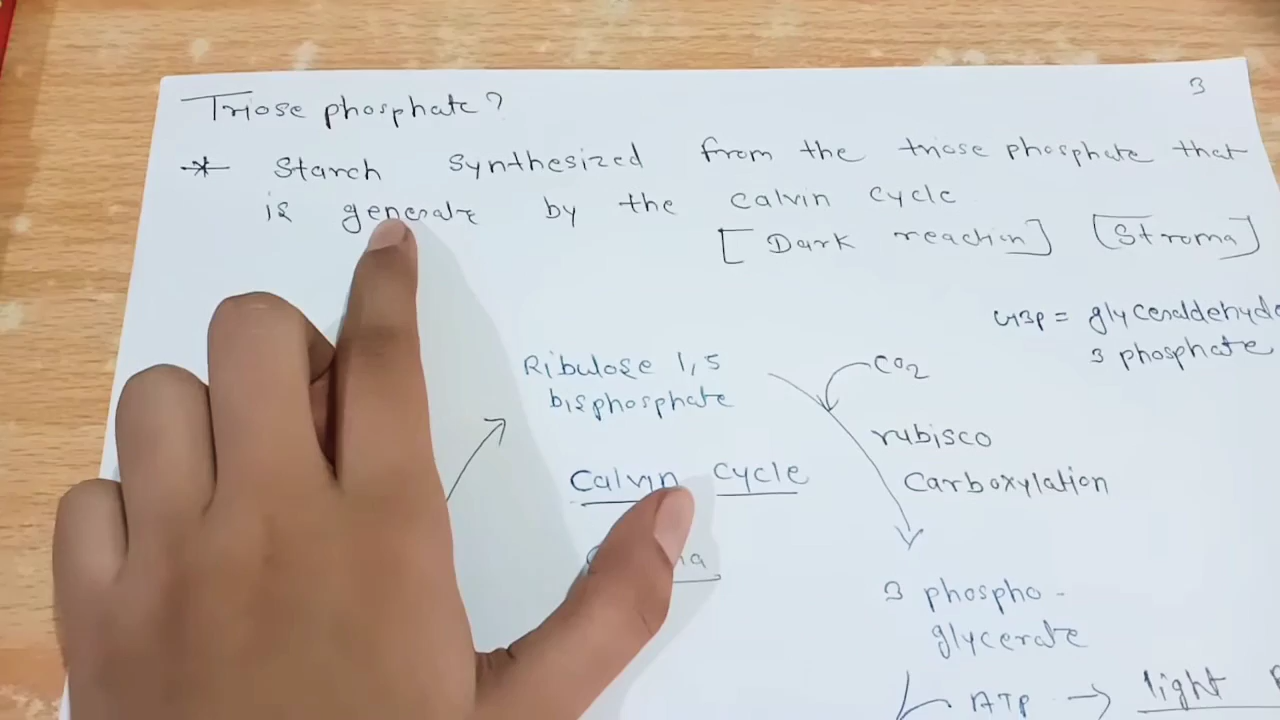 3
Triose phosphate?
* Starch synthesized from the triose phosphate that
is generate by the calvin cycle
[Dark reaction] [Stroma]
G3p = glyceraldehyde
3 phosphate
Ribulose 1,5
bisphosphate
CO2
rubisco
Carboxylation
Calvin Cycle
3 phospho-
glycerate
ATP → light